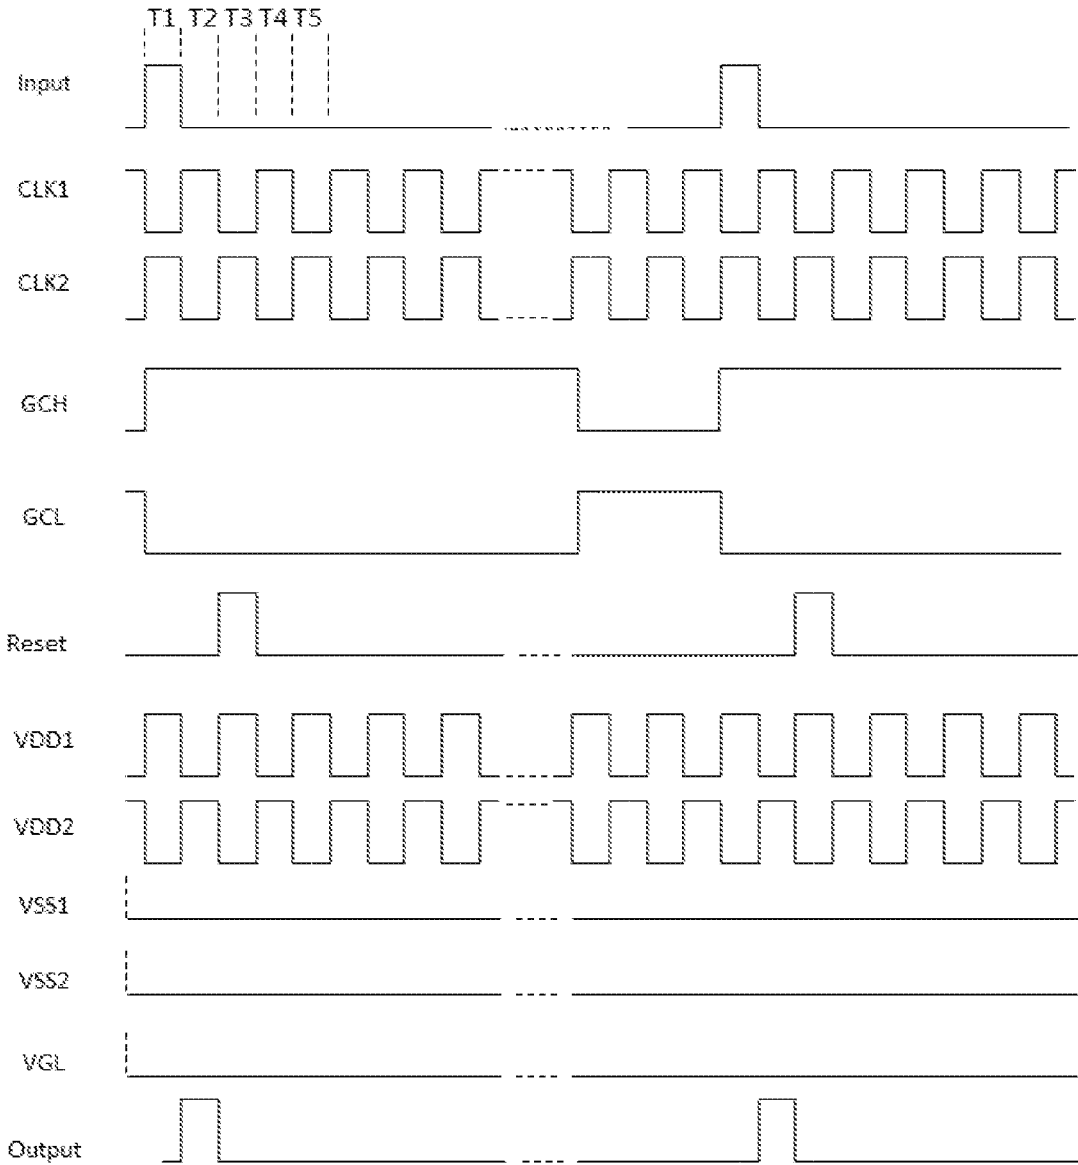 T1 T2 T3 T4 T5
Input
CLK1
CLK2
GCH
GCL
Reset
VDD1
VDD2
VSS1
VSS2
VGL
Output